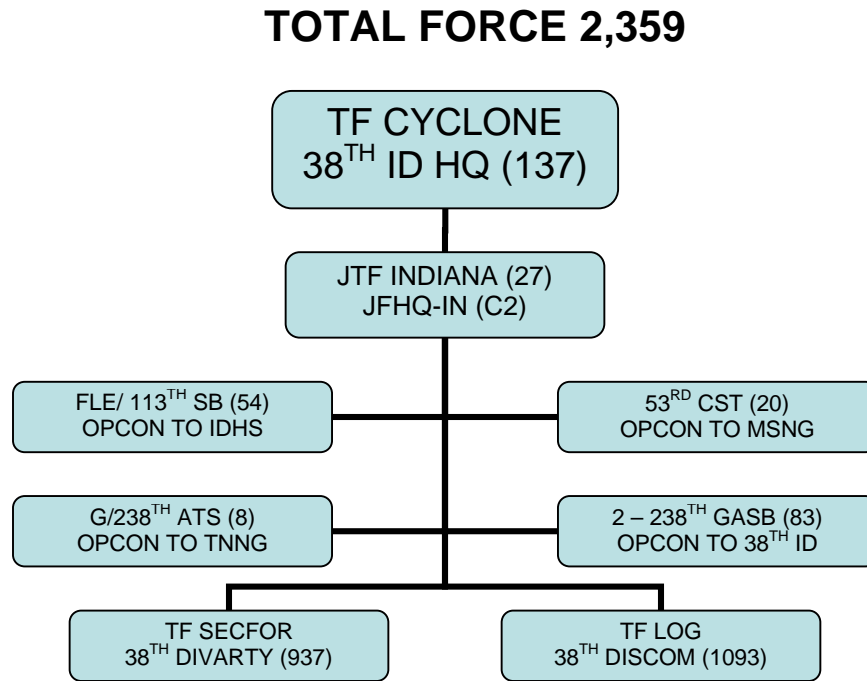 TOTAL FORCE 2,359
TF CYCLONE
38TH ID HQ (137)
JTF INDIANA (27)
JFHQ-IN (C2)
FLE/ 113TH SB (54)
OPCON TO IDHS
53RD CST (20)
OPCON TO MSNG
G/238TH ATS (8)
OPCON TO TNNG
2 – 238TH GASB (83)
OPCON TO 38TH ID
TF SECFOR
38TH DIVARTY (937)
TF LOG
38TH DISCOM (1093)